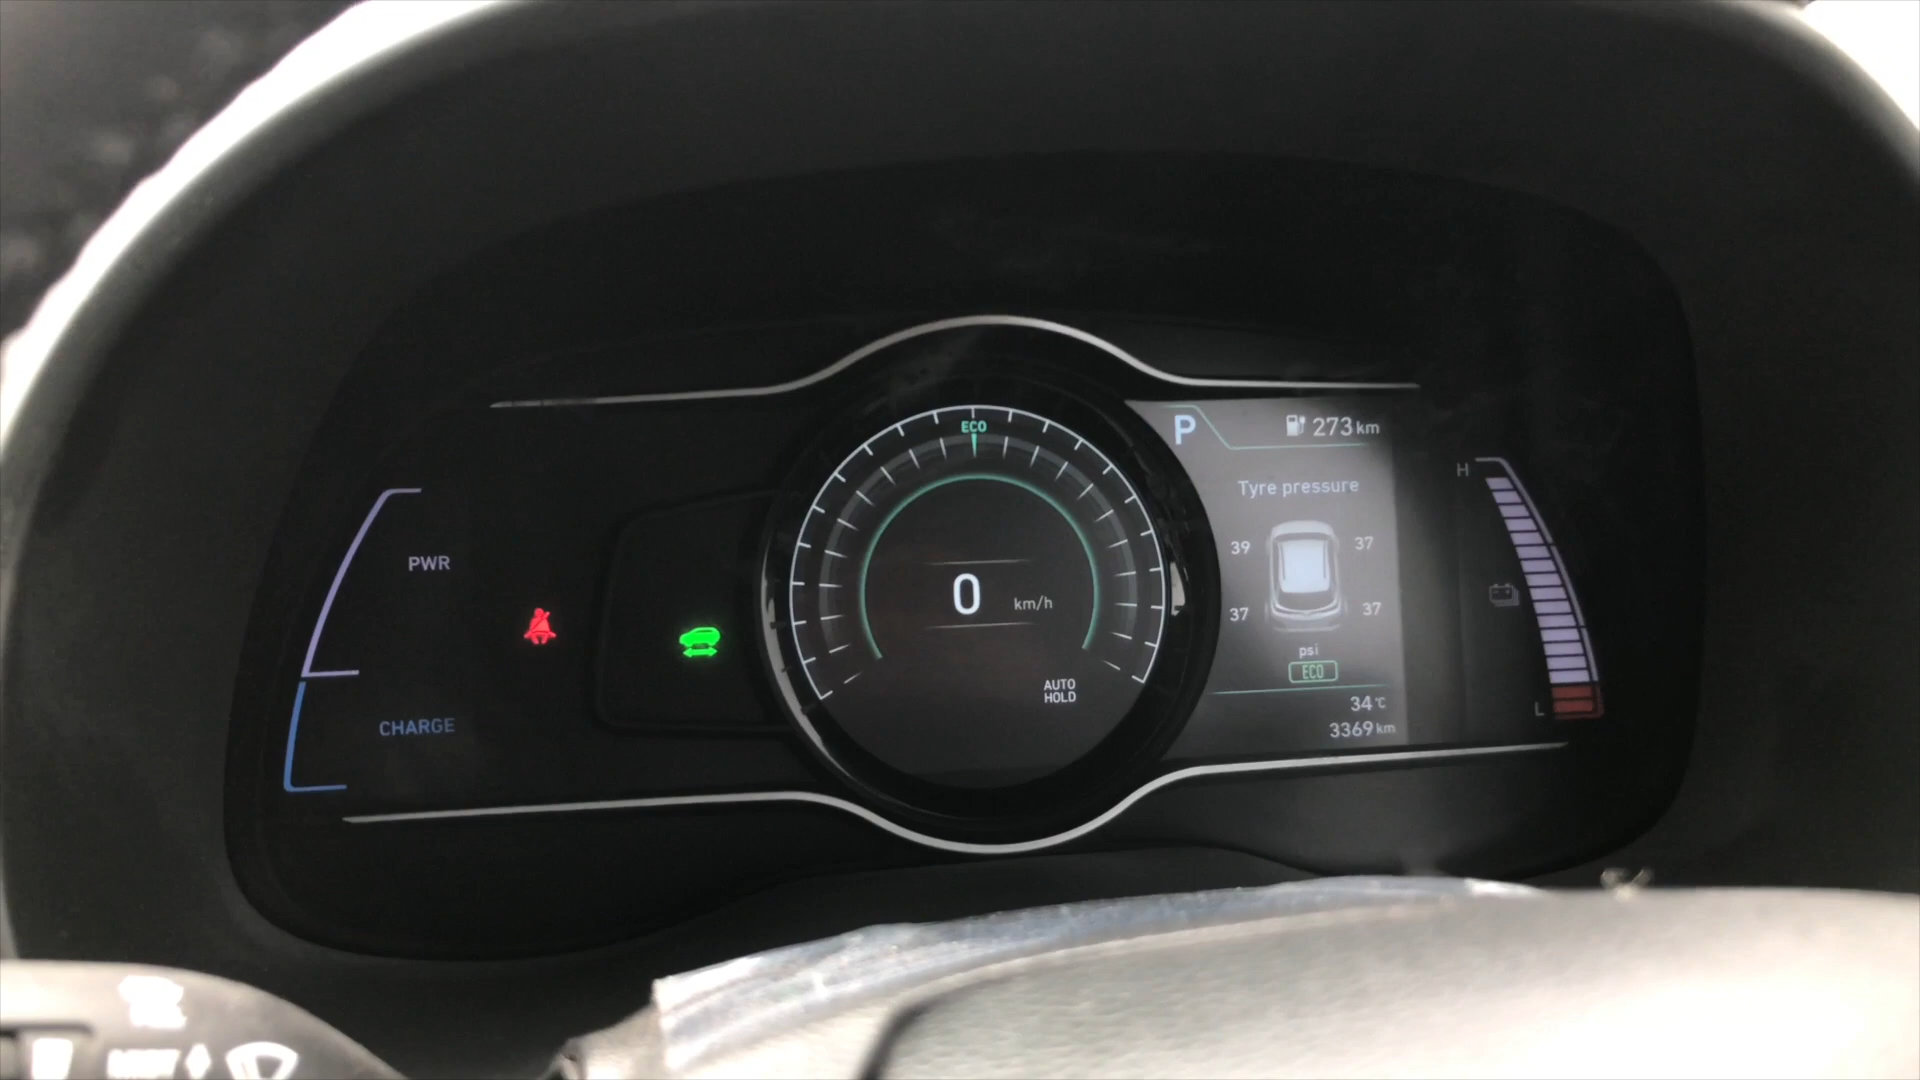 P
273 km
ECO
H
Tyre pressure
39
37
PWR
0 km/h
37
37
psi
ECO
AUTO
HOLD
34°C
L
CHARGE
3369 km
MIST